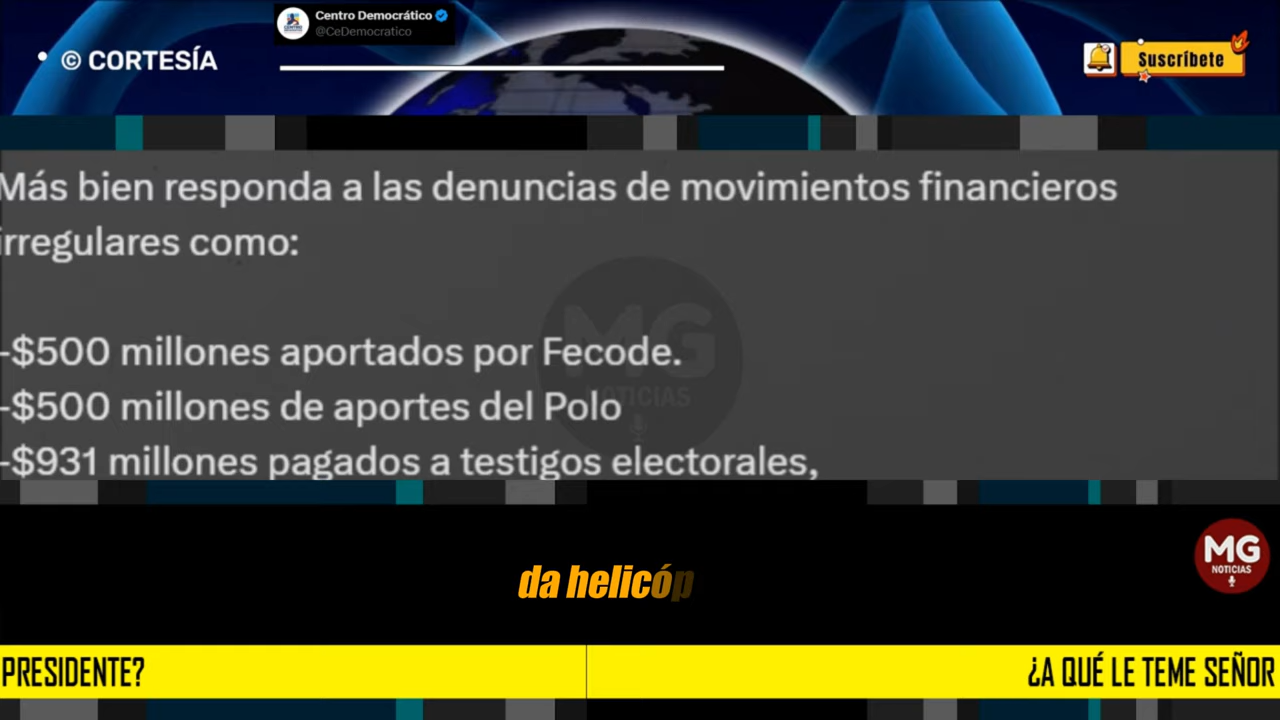 Centro Democrático
@CeDemocratico
© CORTESÍA
Suscríbete
Más bien responda a las denuncias de movimientos financieros
irregulares como:
-$500 millones aportados por Fecode.
-$500 millones de aportes del Polo
-$931 millones pagados a testigos electorales,
MG
NOTICIAS
da helicóp
MG
NOTICIAS
PRESIDENTE?
¿A QUÉ LE TEME SEÑOR